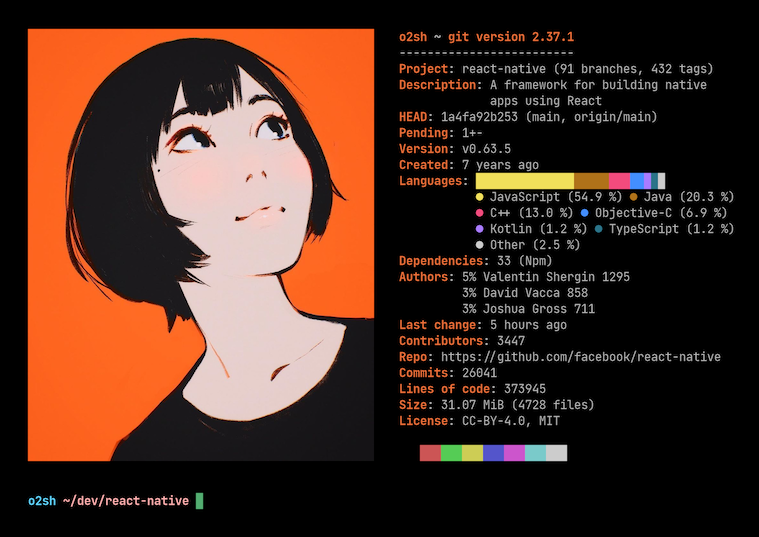 o2sh ~ git version 2.37.1
-------------------------
Project: react-native (91 branches, 432 tags)
Description: A framework for building native
apps using React
HEAD: 1a4fa92b253 (main, origin/main)
Pending: 1+-
Version: v0.63.5
Created: 7 years ago
Languages:
● JavaScript (54.9 %) ● Java (20.3 %)
● C++ (13.0 %) ● Objective-C (6.9 %)
● Kotlin (1.2 %) ● TypeScript (1.2 %)
● Other (2.5 %)
Dependencies: 33 (Npm)
Authors: 5% Valentin Shergin 1295
3% David Vacca 858
3% Joshua Gross 711
Last change: 5 hours ago
Contributors: 3447
Repo: https://github.com/facebook/react-native
Commits: 26041
Lines of code: 373945
Size: 31.07 MiB (4728 files)
License: CC-BY-4.0, MIT
o2sh ~/dev/react-native